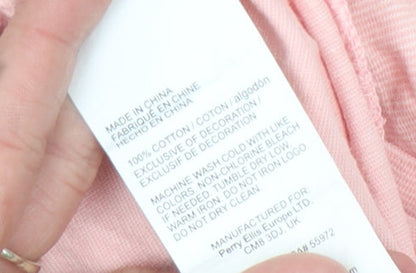 MADE IN CHINA
FABRIQUÉ EN CHINE
HECHO EN CHINA
100% COTTON / COTON / algodón
EXCLUSIVE OF DECORATION /
EXCLUSIF DE DECORATION
MACHINE WASH COLD WITH LIKE
COLORS. NON-CHLORINE BLEACH
IF NEEDED. TUMBLE DRY LOW.
WARM IRON. DO NOT IRON LOGO
DO NOT DRY CLEAN.
MANUFACTURED FOR
Perry Ellis Europe LTD.
CM8 3DJ, UK
55972